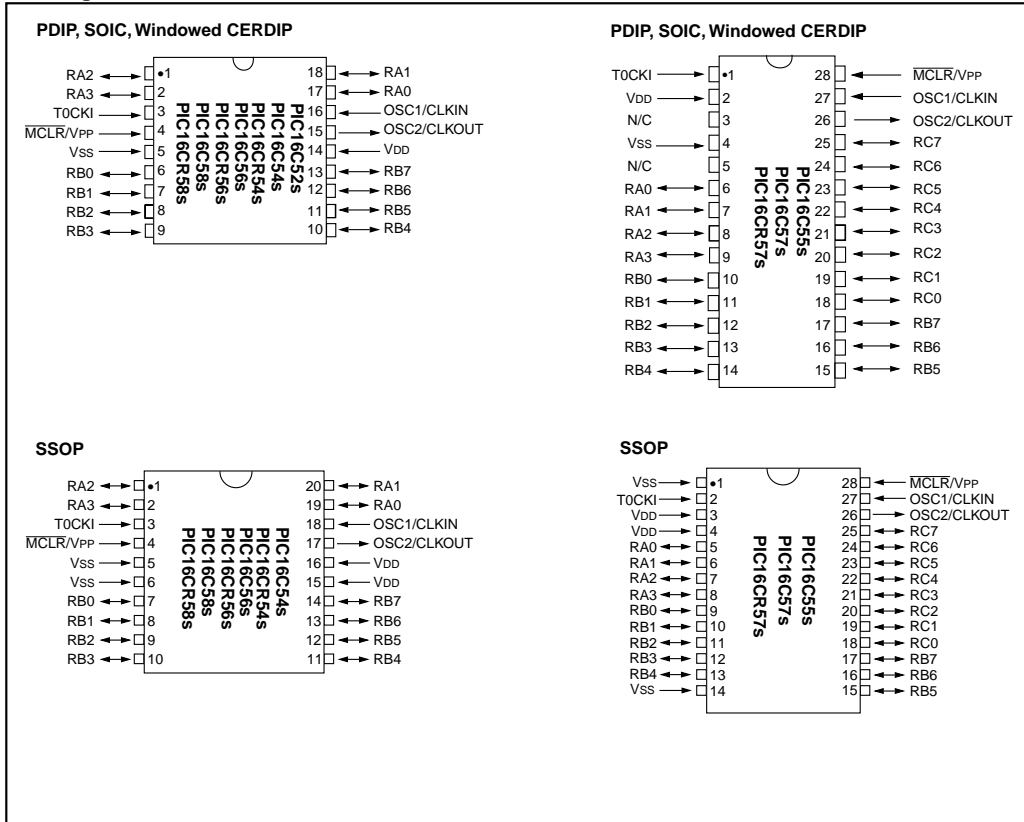 PDIP, SOIC, Windowed CERDIP
RA2 •1 18 RA1
RA3 2 17 RA0
T0CKI 3 16 OSC1/CLKIN
MCLR/VPP 4 15 OSC2/CLKOUT
VSS 5 14 VDD
RB0 6 13 RB7
RB1 7 12 RB6
RB2 8 11 RB5
RB3 9 10 RB4
PIC16C52s
PIC16C54s
PIC16CR54s
PIC16C56s
PIC16CR56s
PIC16C58s
PIC16CR58s
PDIP, SOIC, Windowed CERDIP
T0CKI •1 28 MCLR/VPP
VDD 2 27 OSC1/CLKIN
N/C 3 26 OSC2/CLKOUT
VSS 4 25 RC7
N/C 5 24 RC6
RA0 6 23 RC5
RA1 7 22 RC4
RA2 8 21 RC3
RA3 9 20 RC2
RB0 10 19 RC1
RB1 11 18 RC0
RB2 12 17 RB7
RB3 13 16 RB6
RB4 14 15 RB5
PIC16C55s
PIC16C57s
PIC16CR57s
SSOP
RA2 •1 20 RA1
RA3 2 19 RA0
T0CKI 3 18 OSC1/CLKIN
MCLR/VPP 4 17 OSC2/CLKOUT
VSS 5 16 VDD
VSS 6 15 VDD
RB0 7 14 RB7
RB1 8 13 RB6
RB2 9 12 RB5
RB3 10 11 RB4
PIC16C54s
PIC16CR54s
PIC16C56s
PIC16CR56s
PIC16C58s
PIC16CR58s
SSOP
VSS •1 28 MCLR/VPP
T0CKI 2 27 OSC1/CLKIN
VDD 3 26 OSC2/CLKOUT
VDD 4 25 RC7
RA0 5 24 RC6
RA1 6 23 RC5
RA2 7 22 RC4
RA3 8 21 RC3
RB0 9 20 RC2
RB1 10 19 RC1
RB2 11 18 RC0
RB3 12 17 RB7
RB4 13 16 RB6
VSS 14 15 RB5
PIC16C55s
PIC16C57s
PIC16CR57s